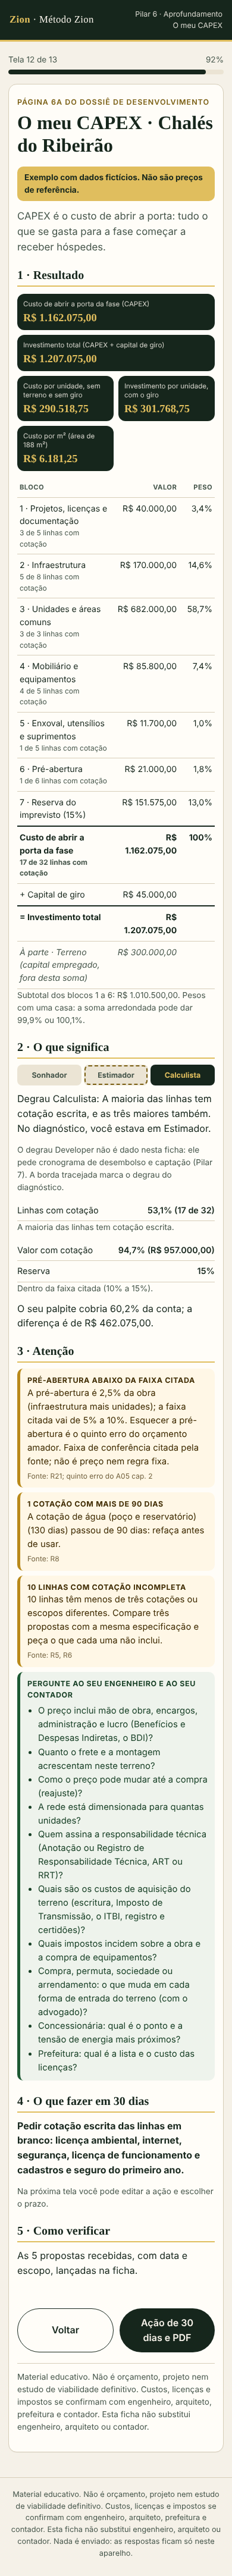 Zion · Método Zion
Pilar 6 · Aprofundamento
O meu CAPEX
Tela 12 de 13
92%
PÁGINA 6A DO DOSSIÊ DE DESENVOLVIMENTO
O meu CAPEX · Chalés
do Ribeirão
Exemplo com dados fictícios. Não são preços
de referência.
CAPEX é o custo de abrir a porta: tudo o
que se gasta para a fase começar a
receber hóspedes.
1 · Resultado
Custo de abrir a porta da fase (CAPEX)
R$ 1.162.075,00
Investimento total (CAPEX + capital de giro)
R$ 1.207.075,00
Custo por unidade, sem
terreno e sem giro
R$ 290.518,75
Investimento por unidade,
com o giro
R$ 301.768,75
Custo por m² (área de
188 m²)
R$ 6.181,25
BLOCO VALOR PESO
1 · Projetos, licenças e R$ 40.000,00 3,4%
documentação
3 de 5 linhas com
cotação
2 · Infraestrutura R$ 170.000,00 14,6%
5 de 8 linhas com
cotação
3 · Unidades e áreas R$ 682.000,00 58,7%
comuns
3 de 3 linhas com
cotação
4 · Mobiliário e R$ 85.800,00 7,4%
equipamentos
4 de 5 linhas com
cotação
5 · Enxoval, utensílios R$ 11.700,00 1,0%
e suprimentos
1 de 5 linhas com cotação
6 · Pré-abertura R$ 21.000,00 1,8%
1 de 6 linhas com cotação
7 · Reserva do R$ 151.575,00 13,0%
imprevisto (15%)
Custo de abrir a R$ 100%
porta da fase 1.162.075,00
17 de 32 linhas com
cotação
+ Capital de giro R$ 45.000,00
= Investimento total R$
1.207.075,00
À parte · Terreno R$ 300.000,00
(capital empregado,
fora desta soma)
Subtotal dos blocos 1 a 6: R$ 1.010.500,00. Pesos
com uma casa: a soma arredondada pode dar
99,9% ou 100,1%.
2 · O que significa
Sonhador
Estimador
Calculista
Degrau Calculista: A maioria das linhas tem
cotação escrita, e as três maiores também.
No diagnóstico, você estava em Estimador.
O degrau Developer não é dado nesta ficha: ele
pede cronograma de desembolso e captação (Pilar
7). A borda tracejada marca o degrau do
diagnóstico.
Linhas com cotação 53,1% (17 de 32)
A maioria das linhas tem cotação escrita.
Valor com cotação 94,7% (R$ 957.000,00)
Reserva 15%
Dentro da faixa citada (10% a 15%).
O seu palpite cobria 60,2% da conta; a
diferença é de R$ 462.075,00.
3 · Atenção
PRÉ-ABERTURA ABAIXO DA FAIXA CITADA
A pré-abertura é 2,5% da obra
(infraestrutura mais unidades); a faixa
citada vai de 5% a 10%. Esquecer a pré-
abertura é o quinto erro do orçamento
amador. Faixa de conferência citada pela
fonte; não é preço nem regra fixa.
Fonte: R21; quinto erro do A05 cap. 2
1 COTAÇÃO COM MAIS DE 90 DIAS
A cotação de água (poço e reservatório)
(130 dias) passou de 90 dias: refaça antes
de usar.
Fonte: R8
10 LINHAS COM COTAÇÃO INCOMPLETA
10 linhas têm menos de três cotações ou
escopos diferentes. Compare três
propostas com a mesma especificação e
peça o que cada uma não inclui.
Fonte: R5, R6
PERGUNTE AO SEU ENGENHEIRO E AO SEU
CONTADOR
• O preço inclui mão de obra, encargos,
administração e lucro (Benefícios e
Despesas Indiretas, o BDI)?
• Quanto o frete e a montagem
acrescentam neste terreno?
• Como o preço pode mudar até a compra
(reajuste)?
• A rede está dimensionada para quantas
unidades?
• Quem assina a responsabilidade técnica
(Anotação ou Registro de
Responsabilidade Técnica, ART ou
RRT)?
• Quais são os custos de aquisição do
terreno (escritura, Imposto de
Transmissão, o ITBI, registro e
certidões)?
• Quais impostos incidem sobre a obra e
a compra de equipamentos?
• Compra, permuta, sociedade ou
arrendamento: o que muda em cada
forma de entrada do terreno (com o
advogado)?
• Concessionária: qual é o ponto e a
tensão de energia mais próximos?
• Prefeitura: qual é a lista e o custo das
licenças?
4 · O que fazer em 30 dias
Pedir cotação escrita das linhas em
branco: licença ambiental, internet,
segurança, licença de funcionamento e
cadastros e seguro do primeiro ano.
Na próxima tela você pode editar a ação e escolher
o prazo.
5 · Como verificar
As 5 propostas recebidas, com data e
escopo, lançadas na ficha.
Voltar
Ação de 30
dias e PDF
Material educativo. Não é orçamento, projeto nem
estudo de viabilidade definitivo. Custos, licenças e
impostos se confirmam com engenheiro, arquiteto,
prefeitura e contador. Esta ficha não substitui
engenheiro, arquiteto ou contador.
Material educativo. Não é orçamento, projeto nem estudo
de viabilidade definitivo. Custos, licenças e impostos se
confirmam com engenheiro, arquiteto, prefeitura e
contador. Esta ficha não substitui engenheiro, arquiteto ou
contador. Nada é enviado: as respostas ficam só neste
aparelho.